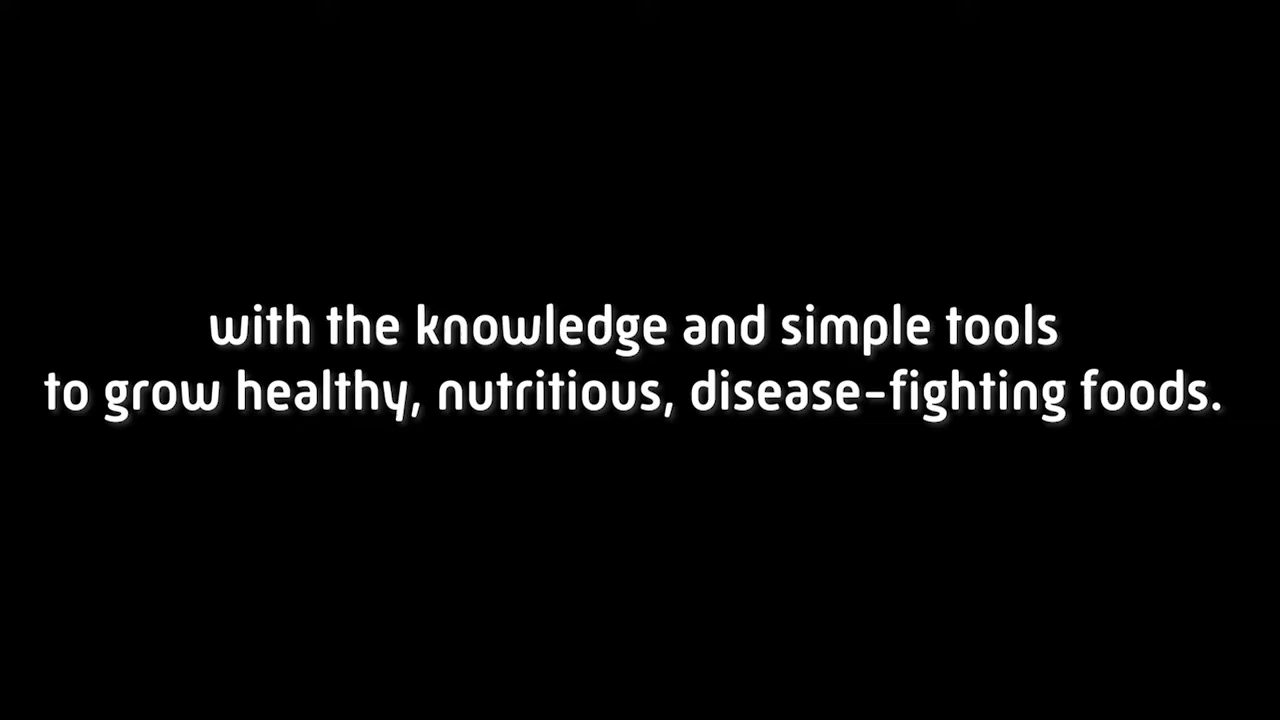 with the knowledge and simple tools
to grow healthy, nutritious, disease-fighting foods.